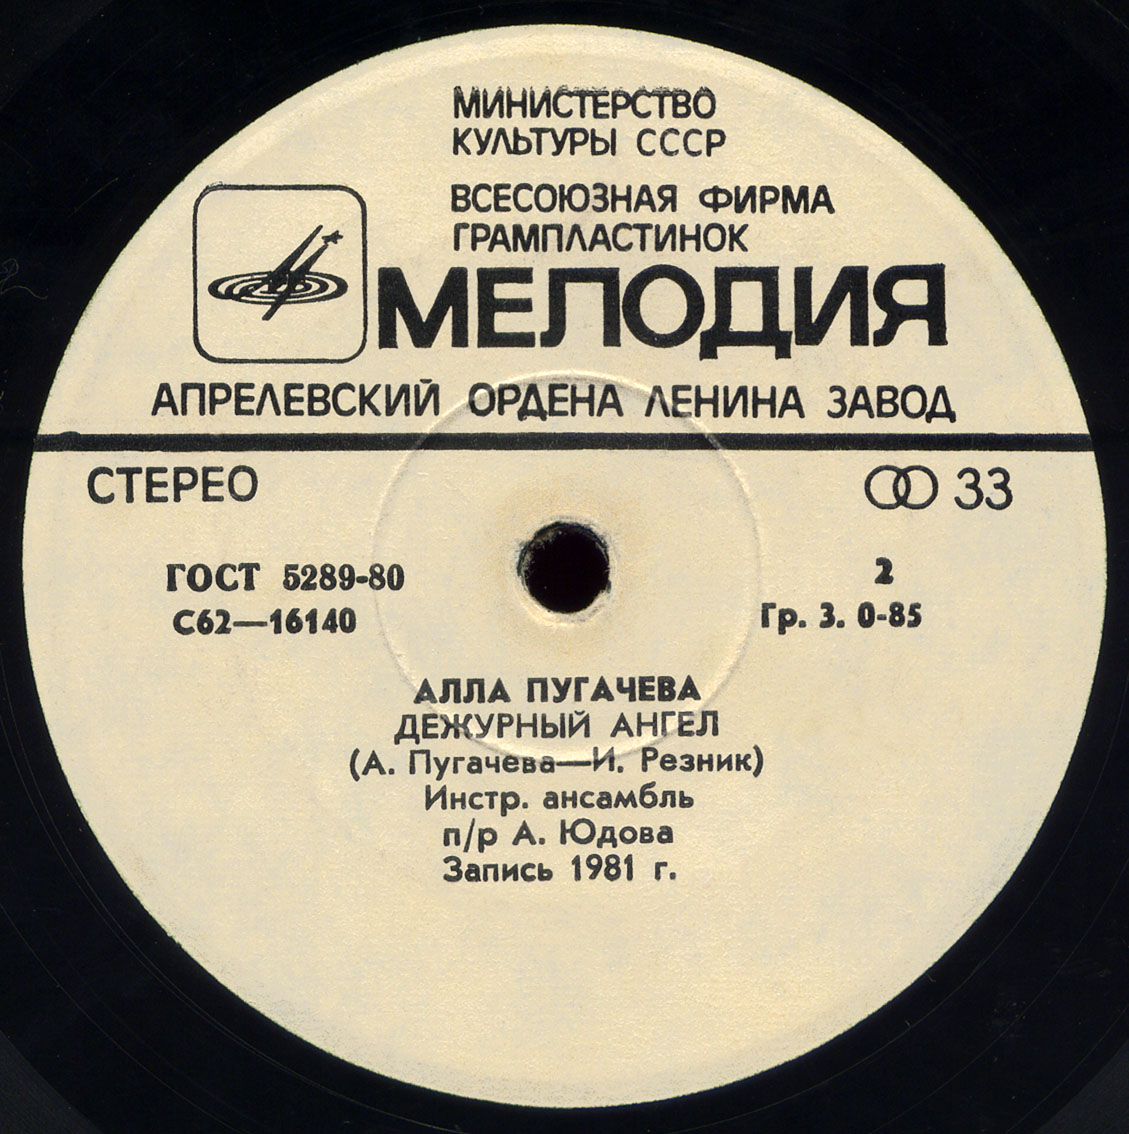 МИНИСТЕРСТВО
КУЛЬТУРЫ СССР
ВСЕСОЮЗНАЯ ФИРМА
ГРАМПЛАСТИНОК
МЕЛОДИЯ
АПРЕЛЕВСКИЙ ОРДЕНА ЛЕНИНА ЗАВОД
СТЕРЕО 33
ГОСТ 5289-80 2
С62—16140 Гр. 3. 0-85
АЛЛА ПУГАЧЕВА
ДЕЖУРНЫЙ АНГЕЛ
(А. Пугачева—И. Резник)
Инстр. ансамбль
п/р А. Юдова
Запись 1981 г.